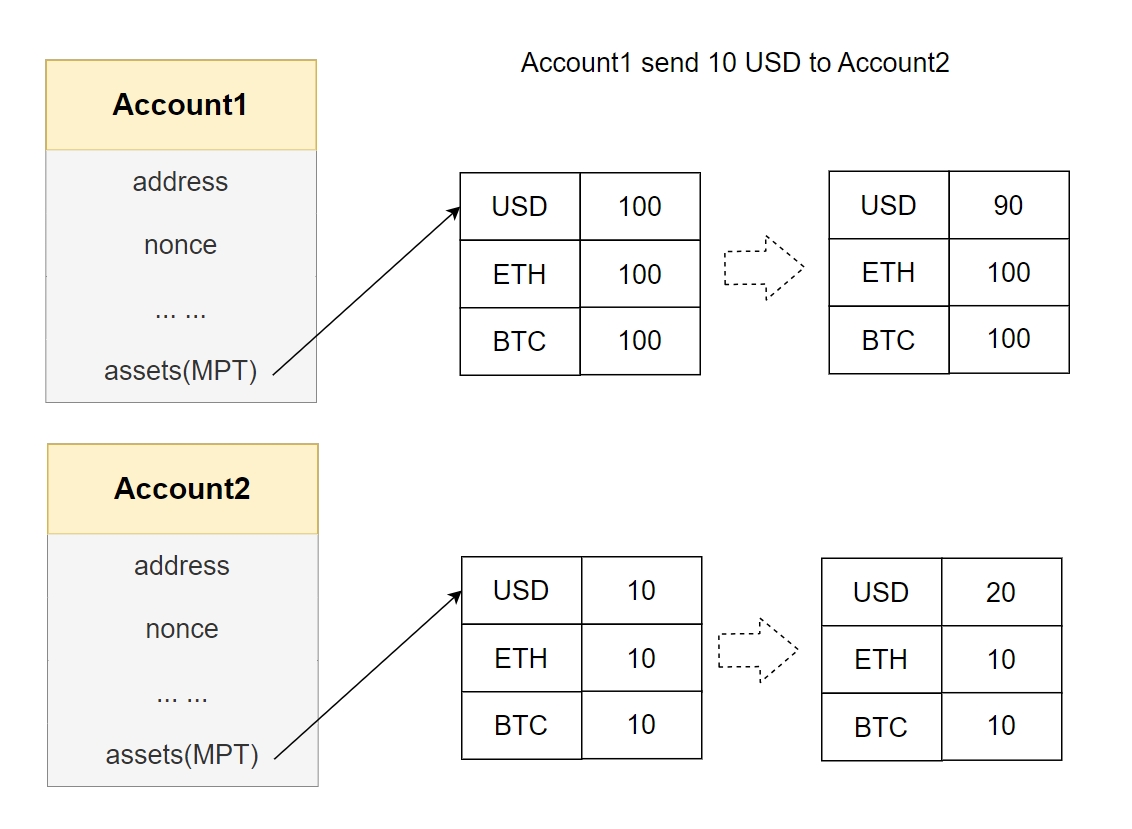 Account1 send 10 USD to Account2
Account1
address
nonce
... ...
assets(MPT)
USD 100
ETH 100
BTC 100
USD 90
ETH 100
BTC 100
Account2
address
nonce
... ...
assets(MPT)
USD 10
ETH 10
BTC 10
USD 20
ETH 10
BTC 10